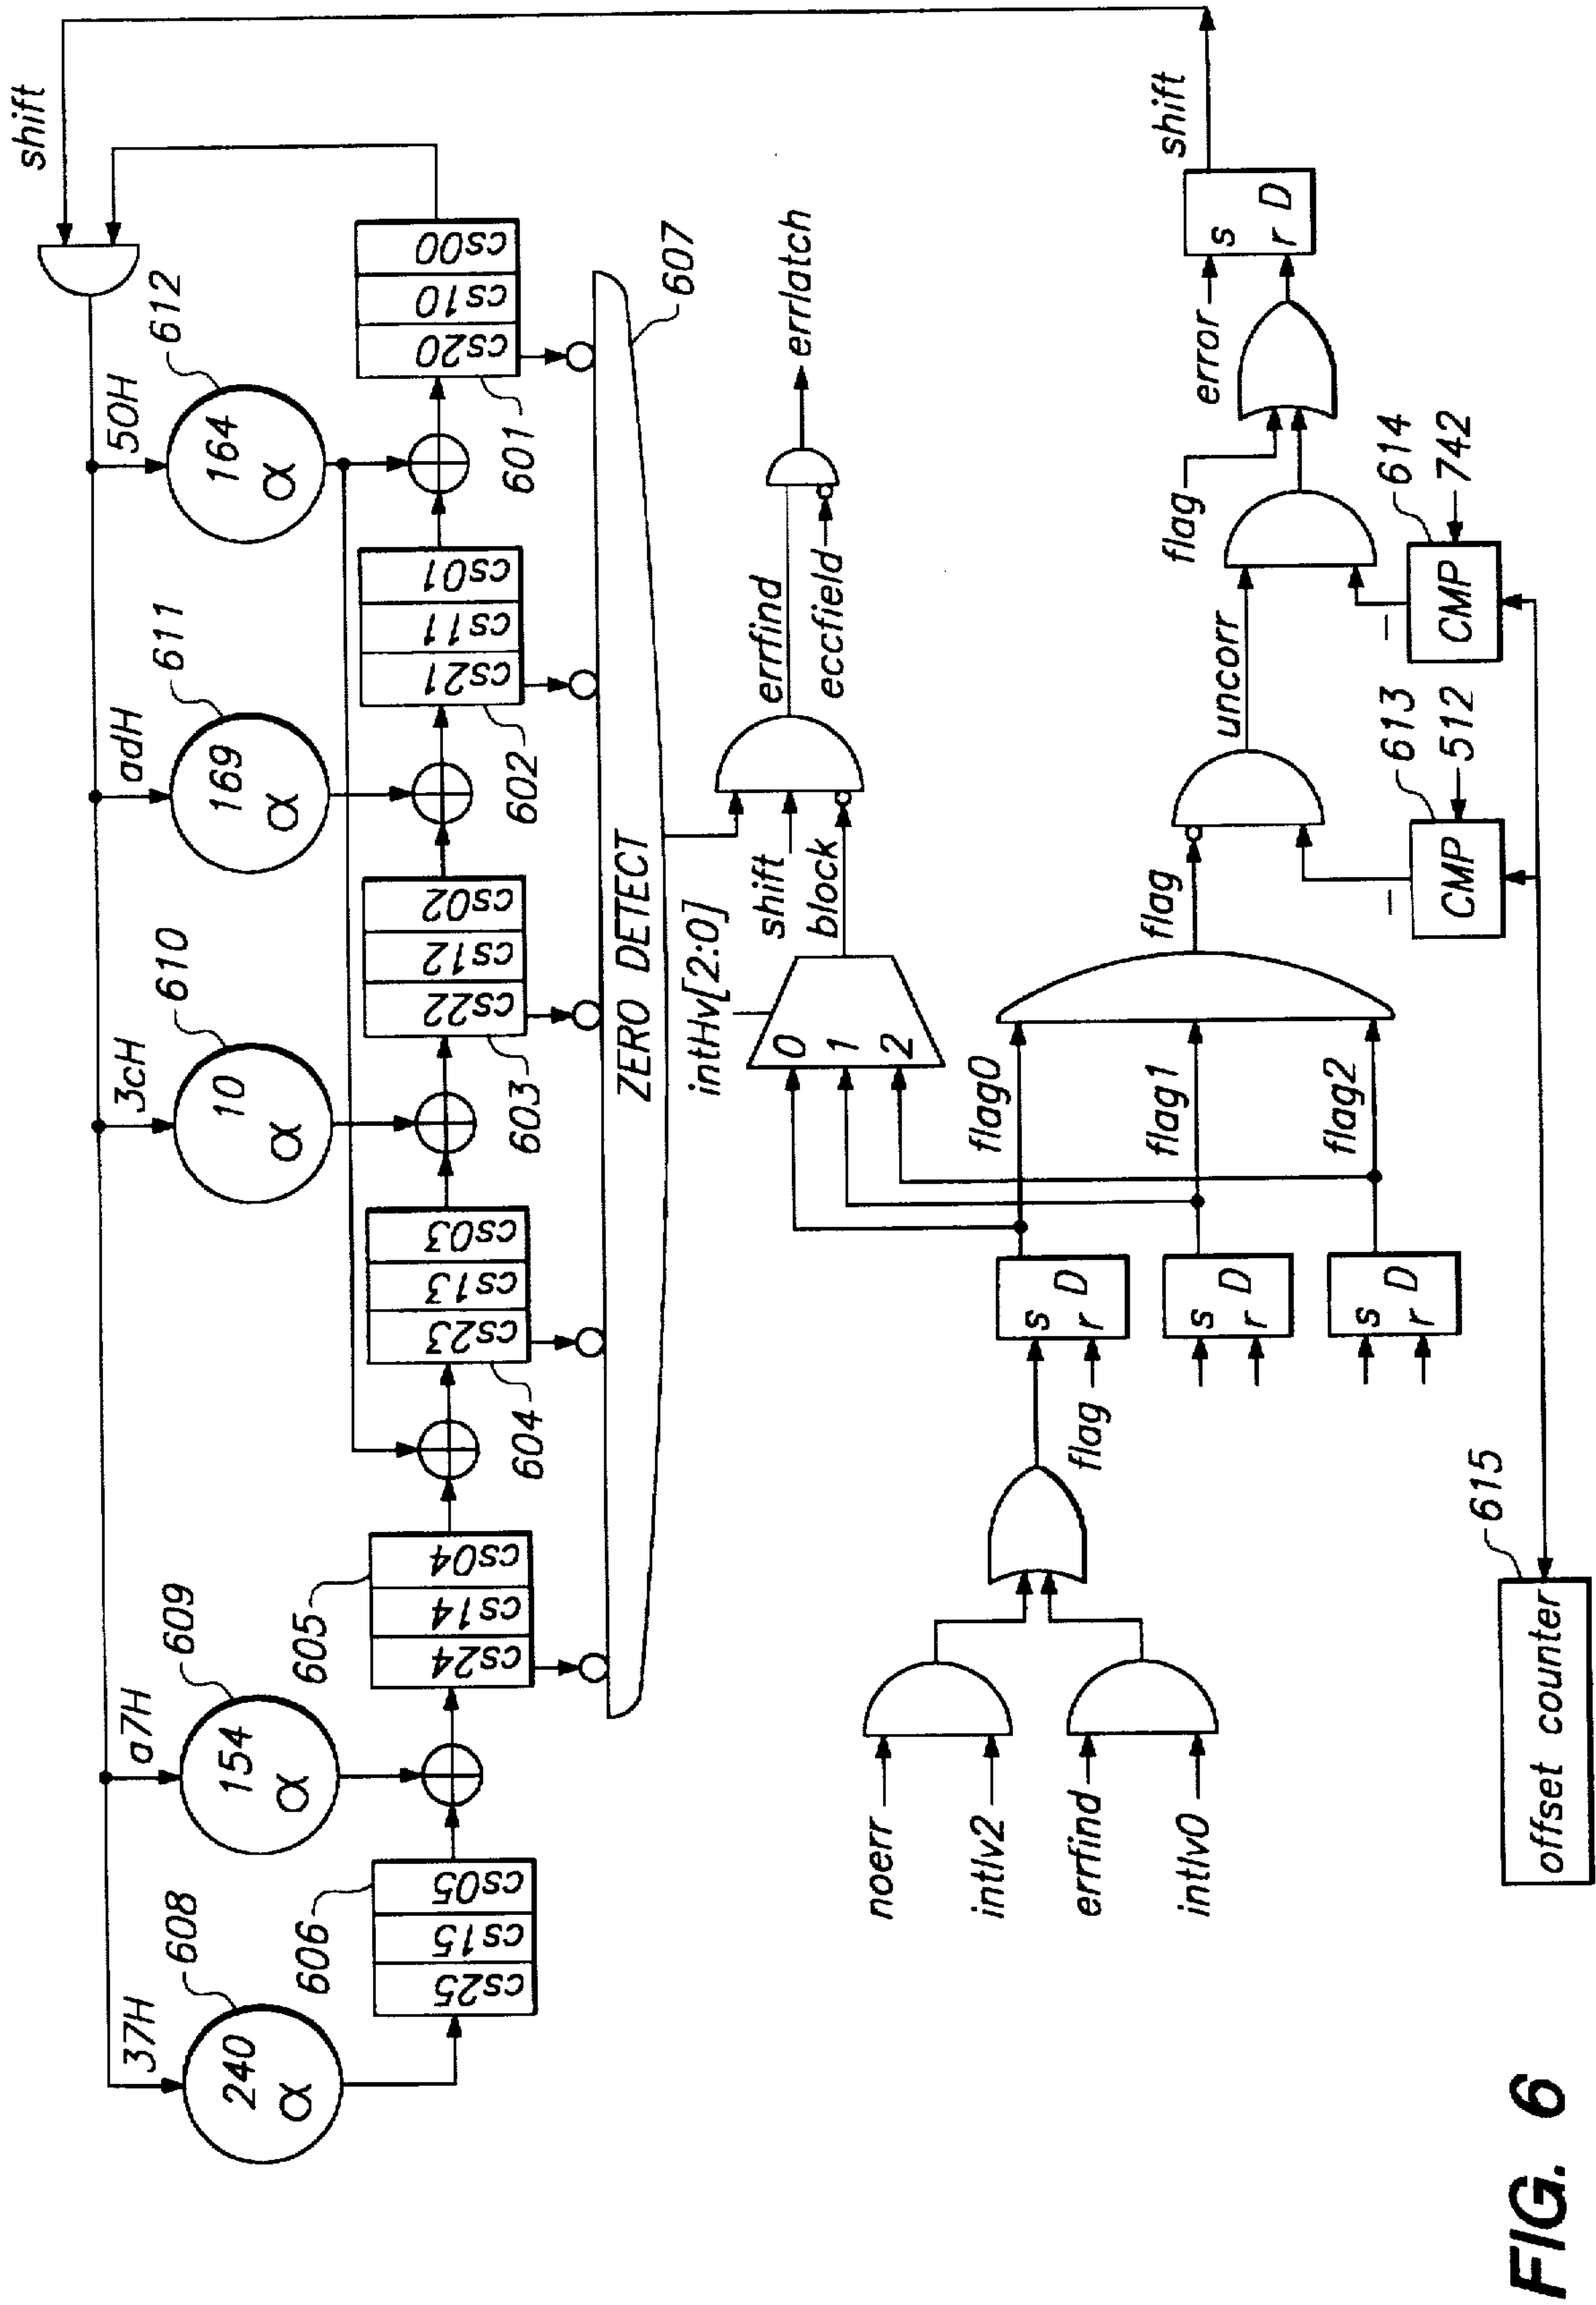 shift
37H
a7H
3cH
adH
50H
608
609
610
611
612
240
α
154
α
10
α
169
α
164
α
606
605
cs25
cs15
cs05
cs24
cs14
cs04
cs23
cs13
cs03
cs22
cs12
cs02
cs21
cs11
cs01
cs20
cs10
cs00
604
603
602
601
ZERO DETECT
607
intHv[2:0]
shift
block
0
1
2
errfind
eccfield
errlatch
noerr
intlv2
errfind
intlv0
flag
s
r D
s
r D
s
r D
flag0
flag1
flag2
flag
uncorr
flag
error
s
r D
shift
613
512
CMP
−
614
742
CMP
−
615
offset counter
FIG. 6